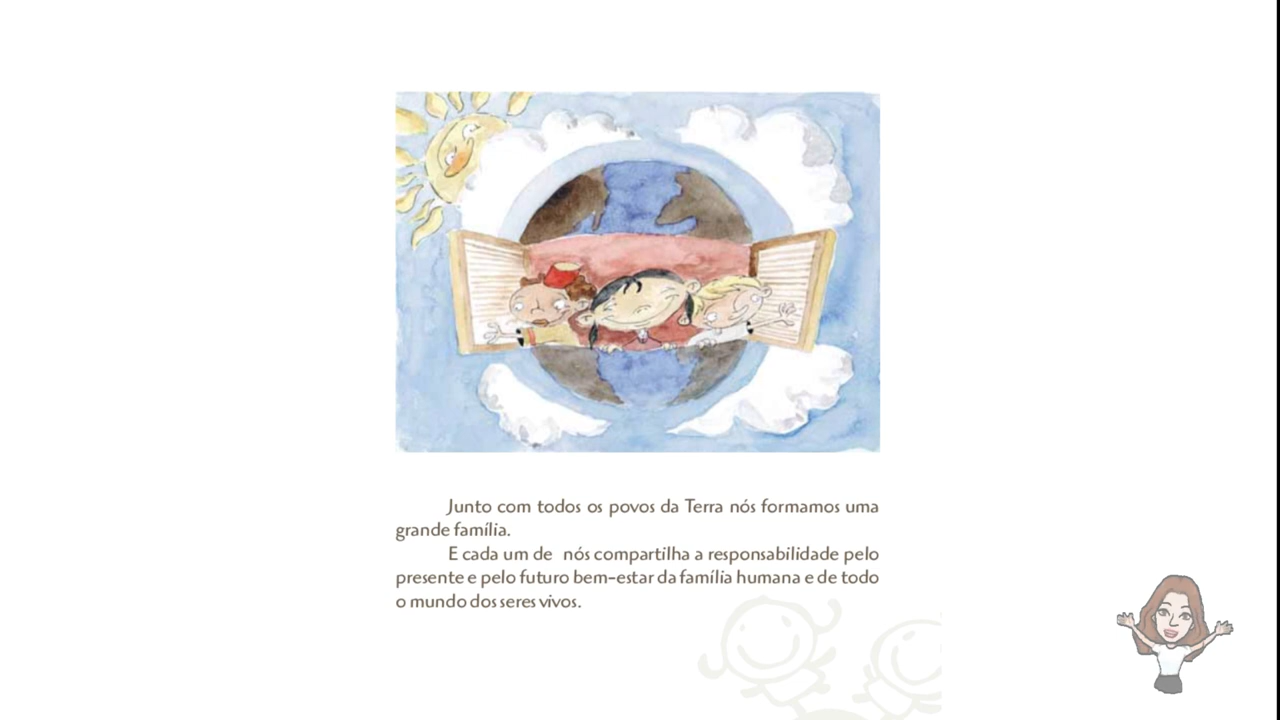 Junto com todos os povos da Terra nós formamos uma
grande família.
E cada um de nós compartilha a responsabilidade pelo
presente e pelo futuro bem-estar da família humana e de todo
o mundo dos seres vivos.